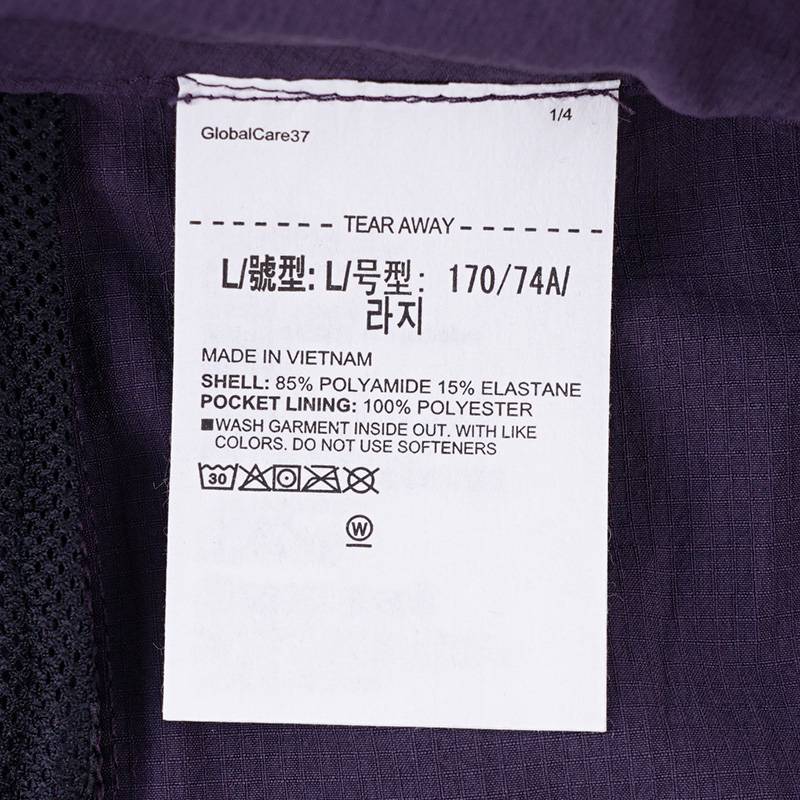 1/4
GlobalCare37
TEAR AWAY
L/號型: L/号型: 170/74A/
라지
MADE IN VIETNAM
SHELL: 85% POLYAMIDE 15% ELASTANE
POCKET LINING: 100% POLYESTER
■WASH GARMENT INSIDE OUT. WITH LIKE
COLORS. DO NOT USE SOFTENERS
30
W